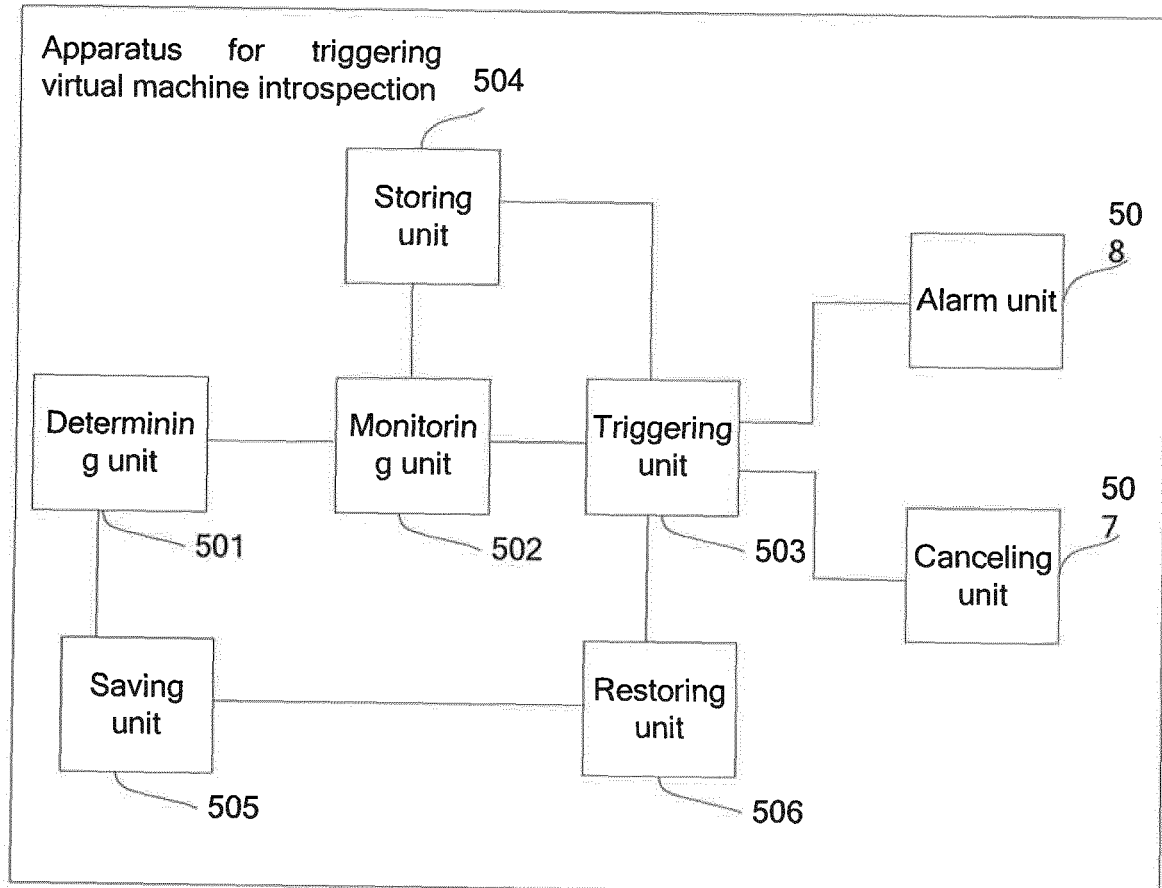 Apparatus for triggering
virtual machine introspection
504
Storing
unit
50
8
Alarm unit
Determinin
g unit
Monitorin
g unit
Triggering
unit
501
502
503
50
7
Canceling
unit
Saving
unit
Restoring
unit
505
506